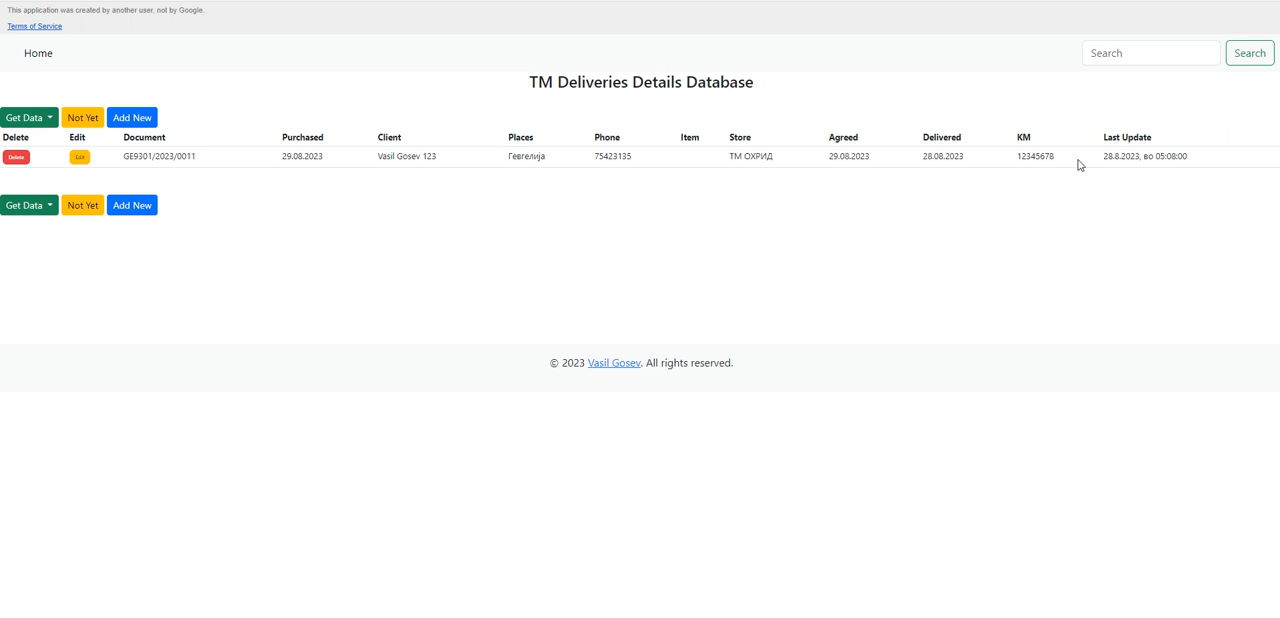 This application was created by another user, not by Google.
Terms of Service
Home
Search
Search
TM Deliveries Details Database
Get Data
Not Yet
Add New
Delete Edit Document Purchased Client Places Phone Item Store Agreed Delivered KM Last Update
Delete Edit GE9301/2023/0011 29.08.2023 Vasil Gosev 123 Гевгелија 75423135 ТМ ОХРИД 29.08.2023 28.08.2023 12345678 28.8.2023, во 05:08:00
Get Data
Not Yet
Add New
© 2023 Vasil Gosev. All rights reserved.